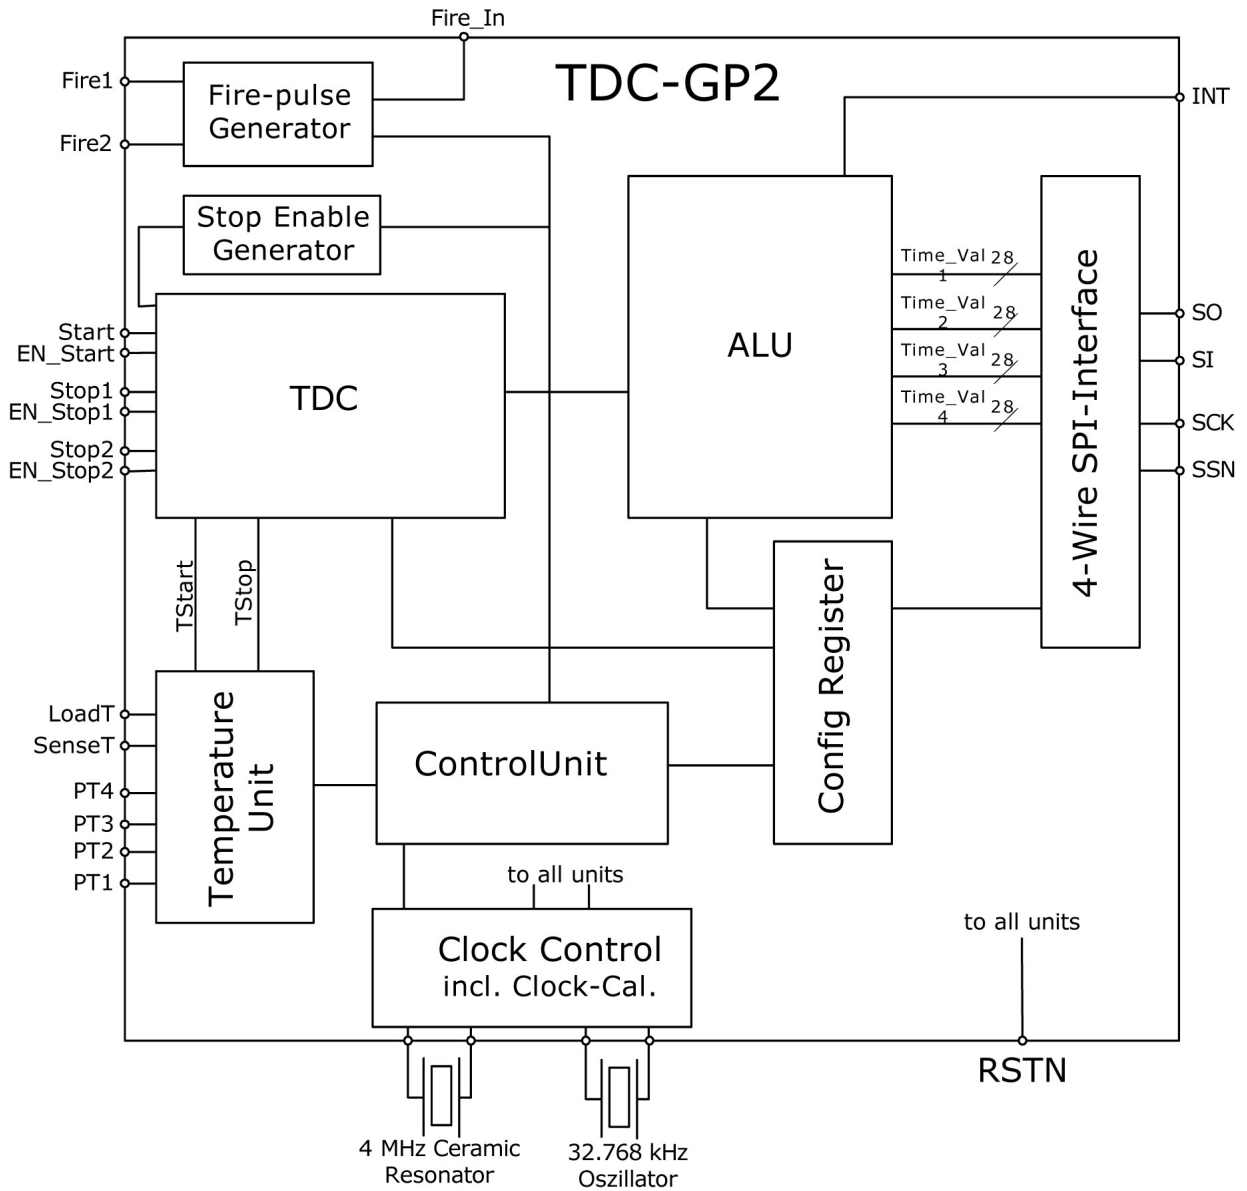 Fire_In
TDC-GP2
Fire1
Fire2
Fire-pulse
Generator
INT
Stop Enable
Generator
Time_Val 28
1
Time_Val 28
2
Time_Val 28
3
Time_Val 28
4
Start
EN_Start
Stop1
EN_Stop1
Stop2
EN_Stop2
TDC
ALU
4-Wire SPI-Interface
SO
SI
SCK
SSN
TStart
TStop
Config Register
LoadT
SenseT
PT4
PT3
PT2
PT1
Temperature
Unit
ControlUnit
to all units
Clock Control
incl. Clock-Cal.
to all units
RSTN
4 MHz Ceramic
Resonator
32.768 kHz
Oszillator